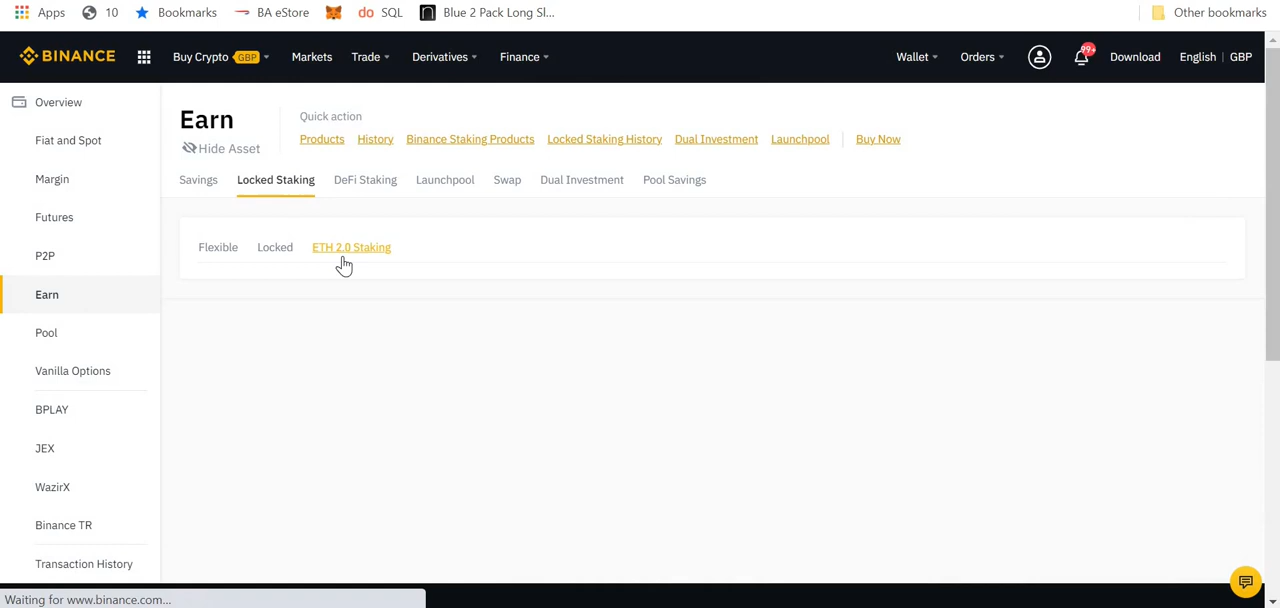 Apps 10 Bookmarks BA eStore do SQL n Blue 2 Pack Long Sl... Other bookmarks
BINANCE Buy Crypto GBP Markets Trade Derivatives Finance Wallet Orders 99+ Download English | GBP
Overview
Fiat and Spot
Margin
Futures
P2P
Earn
Pool
Vanilla Options
BPLAY
JEX
WazirX
Binance TR
Transaction History
Earn
Hide Asset
Quick action
Products History Binance Staking Products Locked Staking History Dual Investment Launchpool Buy Now
Savings Locked Staking DeFi Staking Launchpool Swap Dual Investment Pool Savings
Flexible Locked ETH 2.0 Staking
Waiting for www.binance.com...